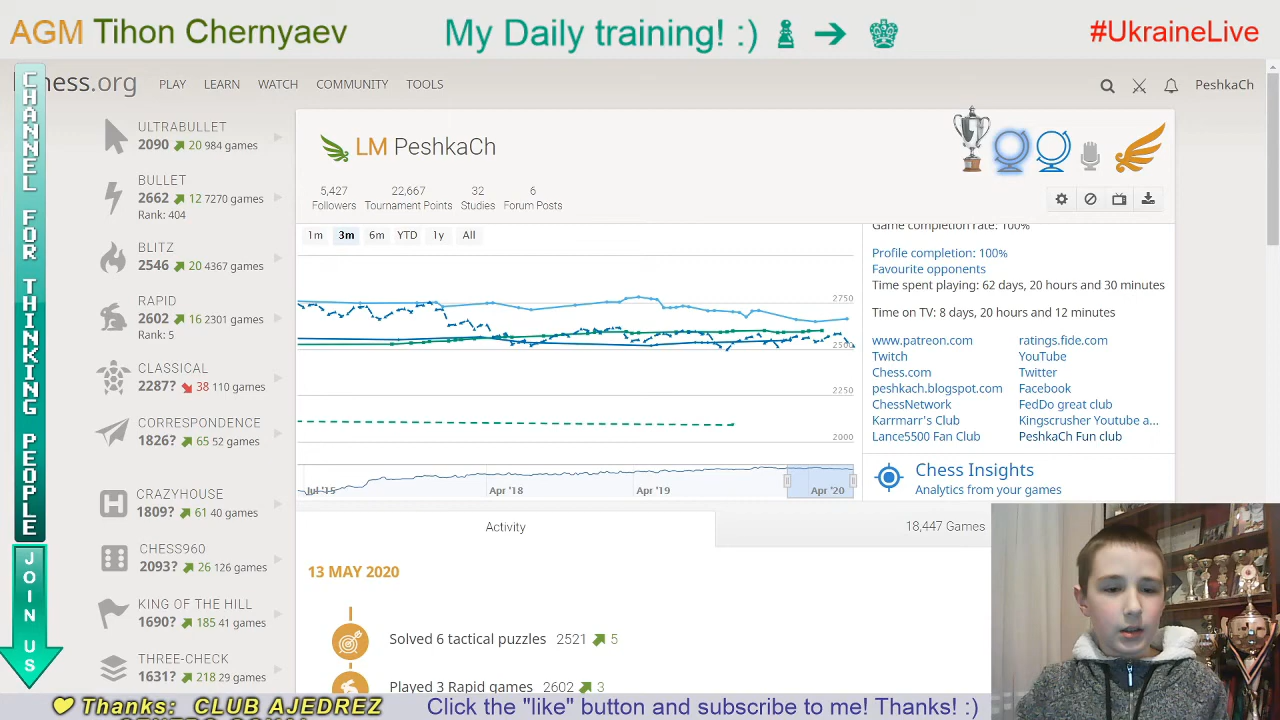 AGM Tihon Chernyaev
My Daily training! :)
#UkraineLive
CHANNEL FOR THINKING PEOPLE
JOIN US
hess.org
PLAY LEARN WATCH COMMUNITY TOOLS
PeshkaCh
ULTRABULLET
2090 20 984 games
BULLET
2662 12 7270 games
Rank: 404
BLITZ
2546 20 4367 games
RAPID
2602 16 2301 games
Rank: 5
CLASSICAL
2287? 38 110 games
CORRESPONDENCE
1826? 65 52 games
CRAZYHOUSE
1809? 61 40 games
CHESS960
2093? 26 126 games
KING OF THE HILL
1690? 185 41 games
THREE-CHECK
1631? 218 29 games
LM PeshkaCh
5,427 22,667 32 6
Followers Tournament Points Studies Forum Posts
1m 3m 6m YTD 1y All
2750
2500
2250
2000
Jul '15 Apr '18 Apr '19 Apr '20
Game completion rate: 100%
Profile completion: 100%
Favourite opponents
Time spent playing: 62 days, 20 hours and 30 minutes
Time on TV: 8 days, 20 hours and 12 minutes
www.patreon.com ratings.fide.com
Twitch YouTube
Chess.com Twitter
peshkach.blogspot.com Facebook
ChessNetwork FedDo great club
Karrmarr's Club Kingscrusher Youtube a...
Lance5500 Fan Club PeshkaCh Fun club
Chess Insights
Analytics from your games
Activity 18,447 Games
13 MAY 2020
Solved 6 tactical puzzles 2521 5
Played 3 Rapid games 2602 3
Thanks: CLUB AJEDREZ
Click the "like" button and subscribe to me! Thanks! :)